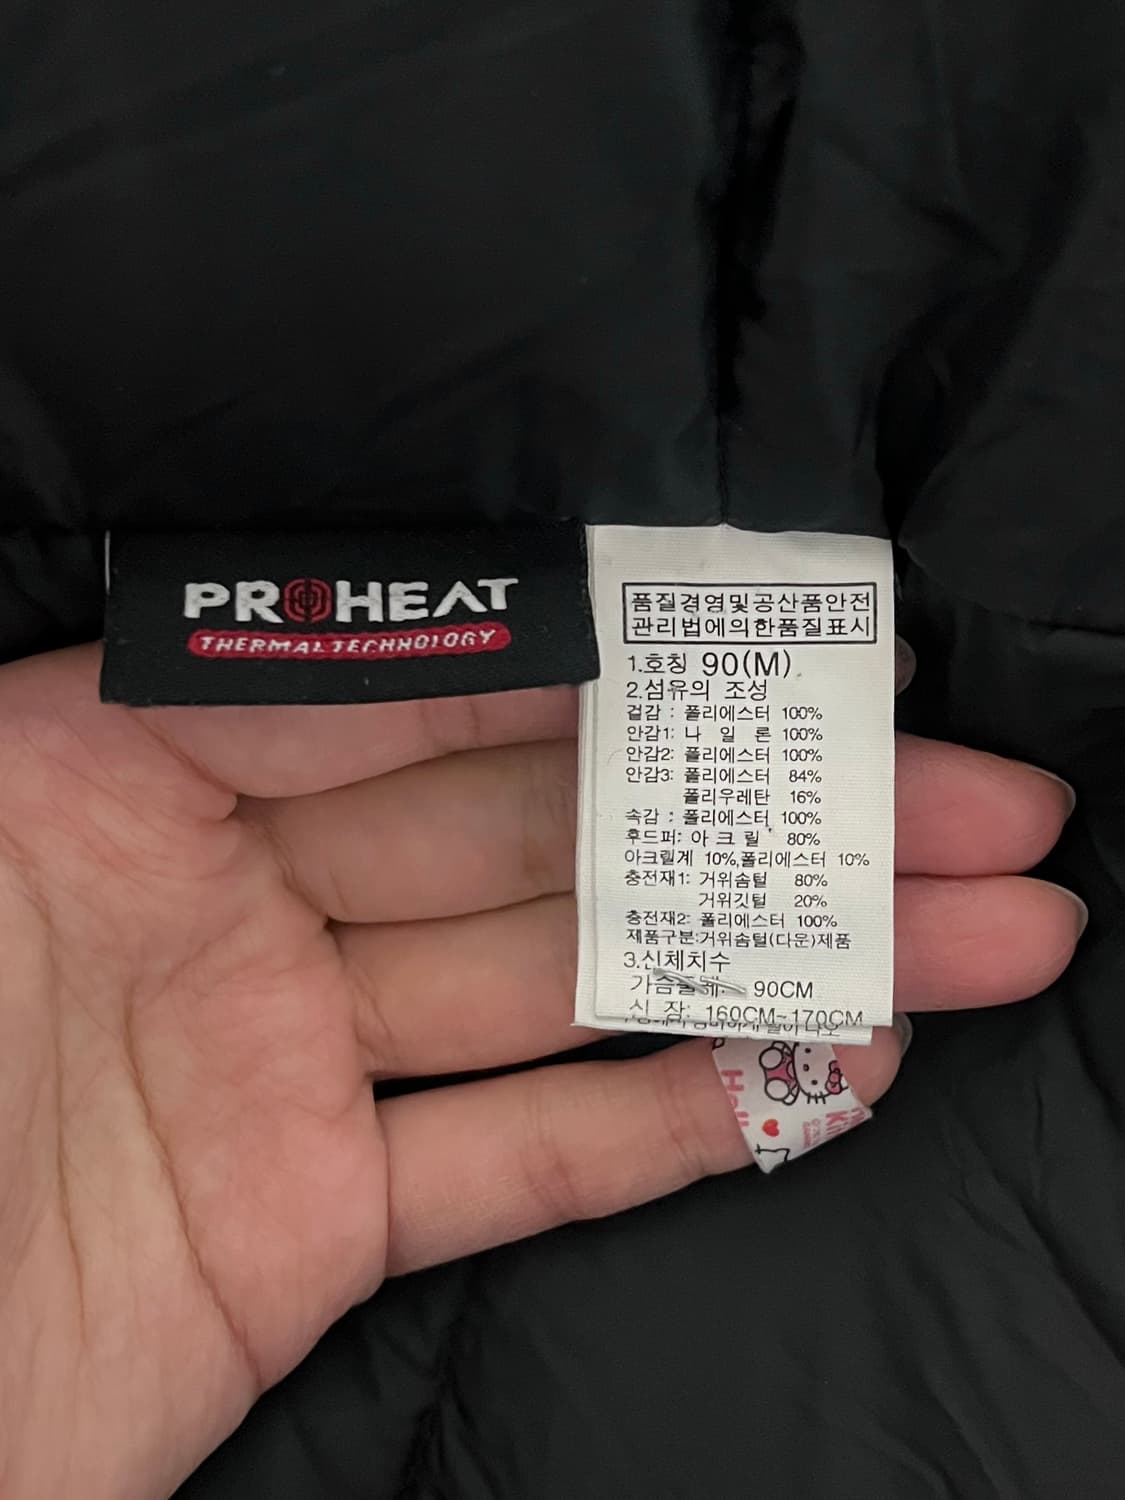 PROHEAT
THERMAL TECHNOLOGY
품질경영및공산품안전
관리법에의한품질표시
1.호칭 90(M)
2.섬유의 조성
겉감 : 폴리에스터 100%
안감1: 나 일 론 100%
안감2: 폴리에스터 100%
안감3: 폴리에스터 84%
폴리우레탄 16%
속감 : 폴리에스터 100%
후드퍼: 아 크 릴 80%
아크릴계 10%,폴리에스터 10%
충전재1: 거위솜털 80%
거위깃털 20%
충전재2: 폴리에스터 100%
제품구분:거위솜털(다운)제품
3.신체치수
가슴둘레: 90CM
신 장: 160CM~170CM